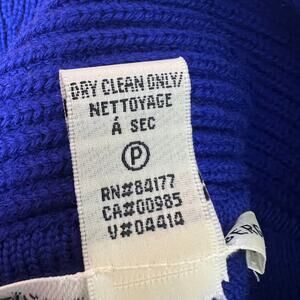 DRY CLEAN ONLY/
NETTOYAGE
Á SEC
P
RN#84177
CA#00985
V#04414